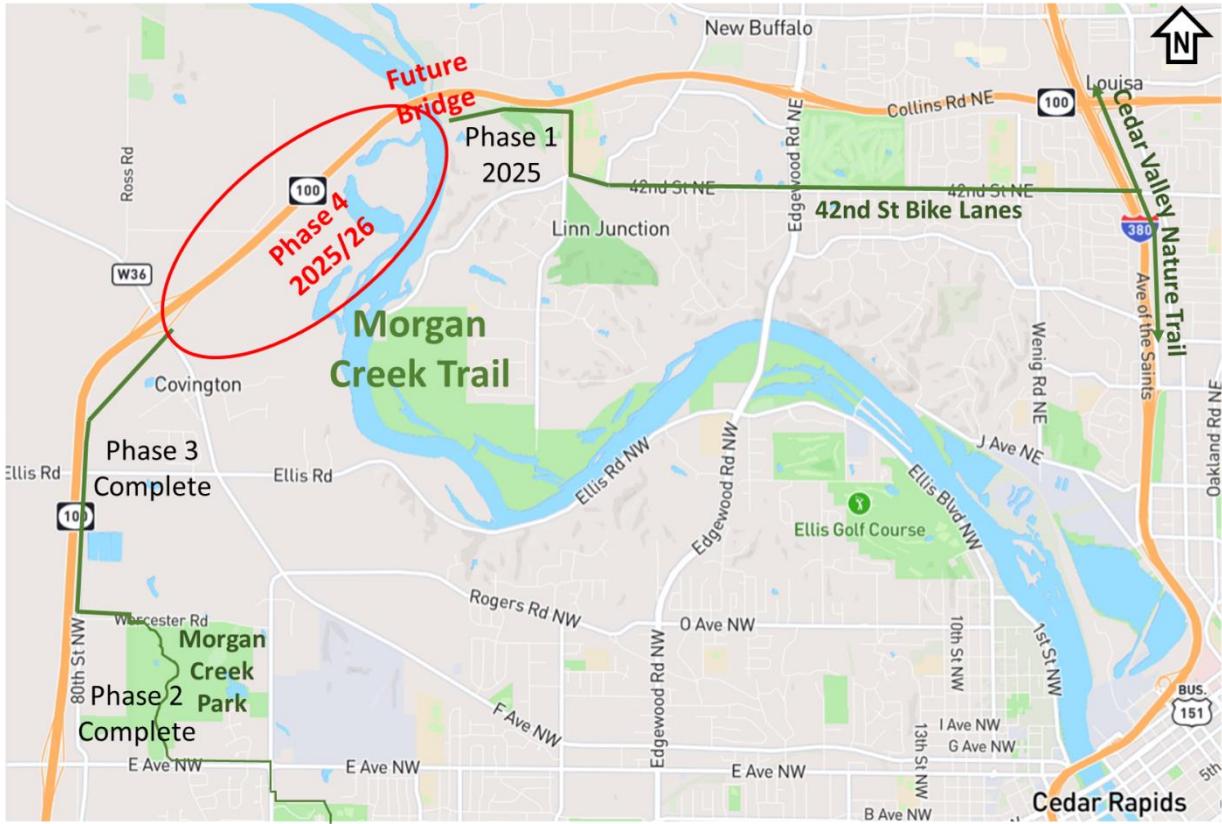 New Buffalo
N
Future
Bridge
Louisa
100
Collins Rd NE
Cedar Valley Nature Trail
Phase 1
2025
Ross Rd
100
Edgewood Rd NE
42nd St NE
42nd St NE
42nd St Bike Lanes
Phase 4
2025/26
Linn Junction
380
W36
Ave of the Saints
Morgan
Creek Trail
Wenig Rd NE
Covington
Oakland Rd NE
Phase 3
Complete
J Ave NE
Ellis Rd
Ellis Rd
Ellis Rd NW
Edgewood Rd NW
Ellis Blvd NW
100
Ellis Golf Course
Rogers Rd NW
O Ave NW
Worcester Rd
Morgan
Creek
Park
80th St NW
Phase 2
Complete
Edgewood Rd NW
10th St NW
1st St NW
BUS.
151
F Ave NW
13th St NW
I Ave NW
G Ave NW
E Ave NW
E Ave NW
E Ave NW
5th
Cedar Rapids
B Ave NW